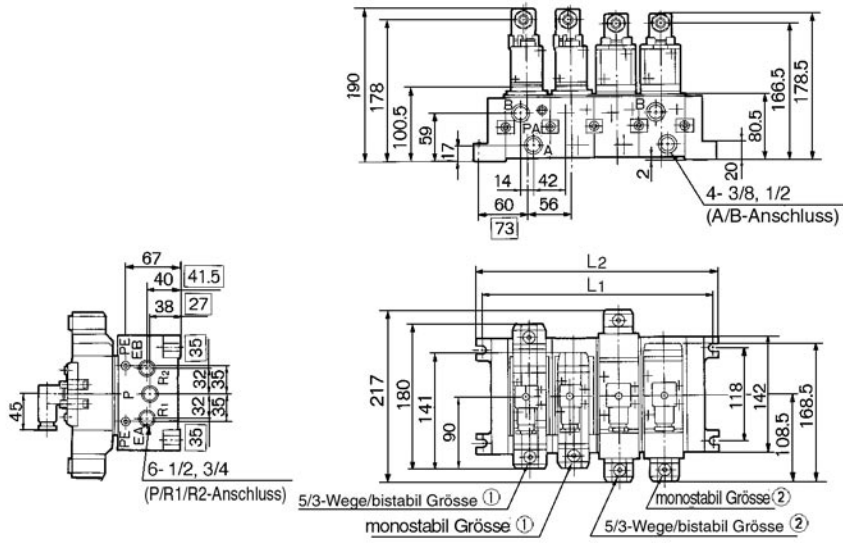 190
178
100.5
59
17
B
PA
A
B
14
42
60
56
73
2
80.5
20
166.5
178.5
4- 3/8, 1/2
(A/B-Anschluss)
67
40
41.5
38
27
PE
EB
35
R2
32
35
P
45
R1
32
35
PE
EA
35
6- 1/2, 3/4
(P/R1/R2-Anschluss)
L2
L1
217
180
141
90
118
142
108.5
168.5
5/3-Wege/bistabil Grösse ①
monostabil Grösse ①
monostabil Grösse ②
5/3-Wege/bistabil Grösse ②